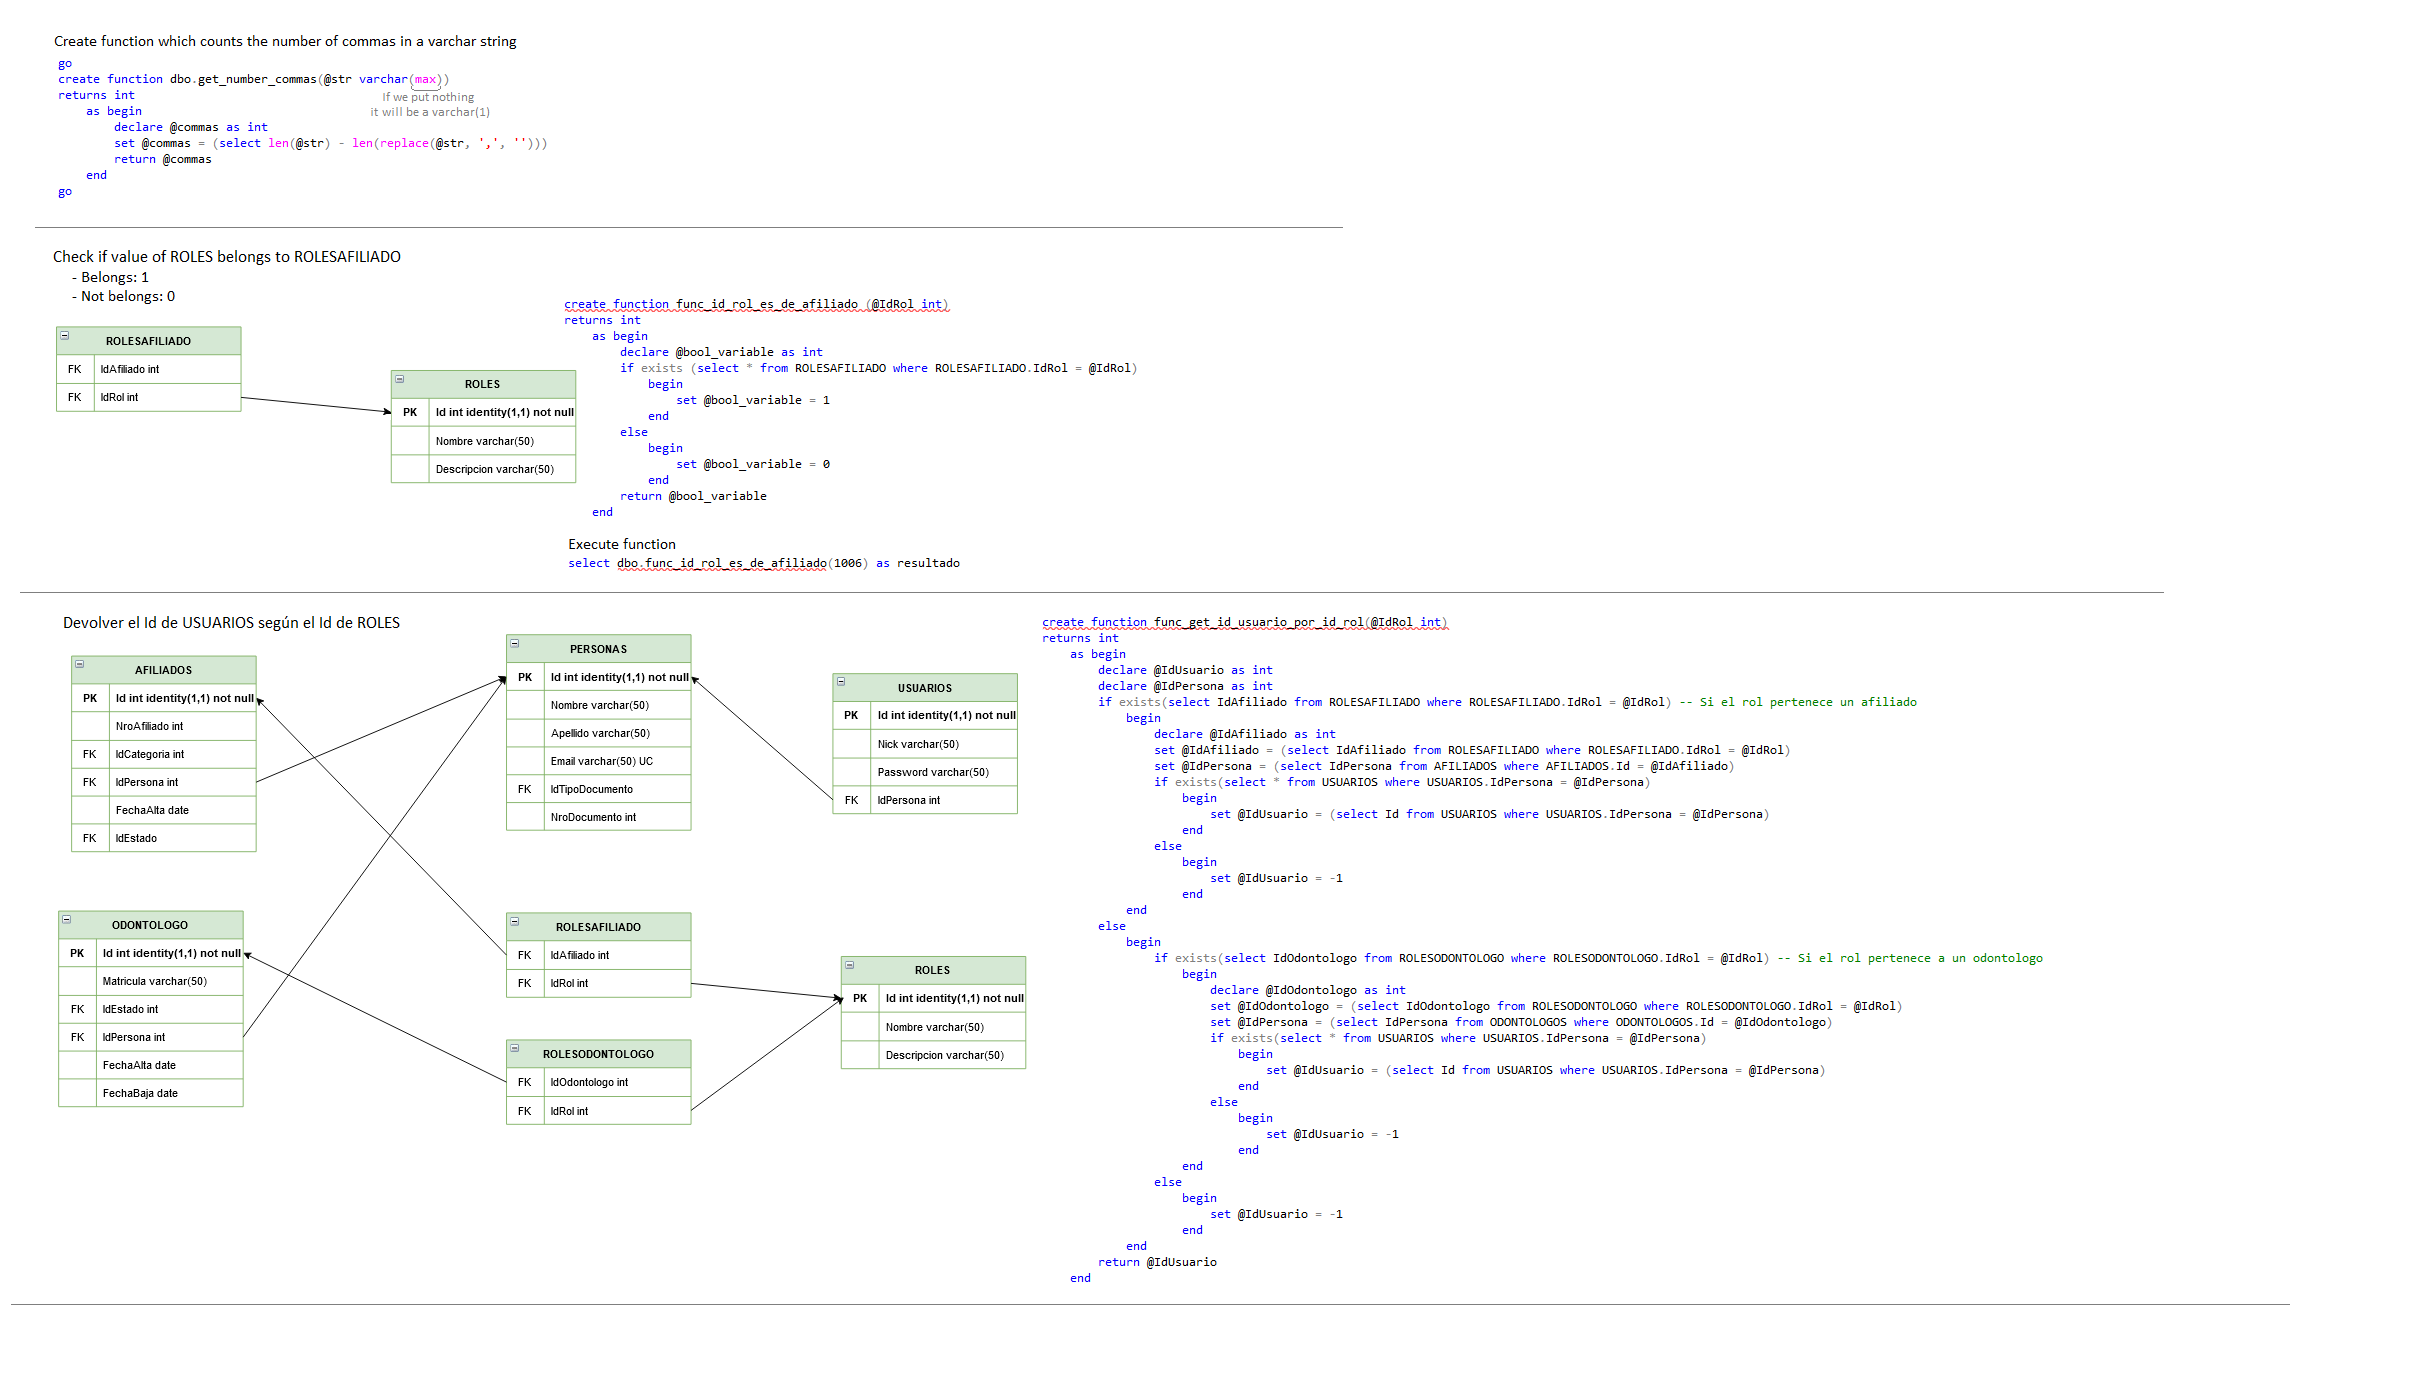 Create function which counts the number of commas in a varchar string
go
create function dbo.get_number_commas(@str varchar(max))
returns int
If we put nothing
it will be a varchar(1)
as begin
declare @commas as int
set @commas = (select len(@str) - len(replace(@str, ',', '')))
return @commas
end
go
Check if value of ROLES belongs to ROLESAFILIADO
- Belongs: 1
- Not belongs: 0
ROLESAFILIADO
FK IdAfiliado int
FK IdRol int
ROLES
PK Id int identity(1,1) not null
Nombre varchar(50)
Descripcion varchar(50)
create function func_id_rol_es_de_afiliado (@IdRol int)
returns int
as begin
declare @bool_variable as int
if exists (select * from ROLESAFILIADO where ROLESAFILIADO.IdRol = @IdRol)
begin
set @bool_variable = 1
end
else
begin
set @bool_variable = 0
end
return @bool_variable
end
Execute function
select dbo.func_id_rol_es_de_afiliado(1006) as resultado
Devolver el Id de USUARIOS según el Id de ROLES
AFILIADOS
PK Id int identity(1,1) not null
NroAfiliado int
FK IdCategoria int
FK IdPersona int
FechaAlta date
FK IdEstado
PERSONAS
PK Id int identity(1,1) not null
Nombre varchar(50)
Apellido varchar(50)
Email varchar(50) UC
FK IdTipoDocumento
NroDocumento int
USUARIOS
PK Id int identity(1,1) not null
Nick varchar(50)
Password varchar(50)
FK IdPersona int
ODONTOLOGO
PK Id int identity(1,1) not null
Matricula varchar(50)
FK IdEstado int
FK IdPersona int
FechaAlta date
FechaBaja date
ROLESAFILIADO
FK IdAfiliado int
FK IdRol int
ROLESODONTOLOGO
FK IdOdontologo int
FK IdRol int
ROLES
PK Id int identity(1,1) not null
Nombre varchar(50)
Descripcion varchar(50)
create function func_get_id_usuario_por_id_rol(@IdRol int)
returns int
as begin
declare @IdUsuario as int
declare @IdPersona as int
if exists(select IdAfiliado from ROLESAFILIADO where ROLESAFILIADO.IdRol = @IdRol) -- Si el rol pertenece un afiliado
begin
declare @IdAfiliado as int
set @IdAfiliado = (select IdAfiliado from ROLESAFILIADO where ROLESAFILIADO.IdRol = @IdRol)
set @IdPersona = (select IdPersona from AFILIADOS where AFILIADOS.Id = @IdAfiliado)
if exists(select * from USUARIOS where USUARIOS.IdPersona = @IdPersona)
begin
set @IdUsuario = (select Id from USUARIOS where USUARIOS.IdPersona = @IdPersona)
end
else
begin
set @IdUsuario = -1
end
end
else
begin
if exists(select IdOdontologo from ROLESODONTOLOGO where ROLESODONTOLOGO.IdRol = @IdRol) -- Si el rol pertenece a un odontologo
begin
declare @IdOdontologo as int
set @IdOdontologo = (select IdOdontologo from ROLESODONTOLOGO where ROLESODONTOLOGO.IdRol = @IdRol)
set @IdPersona = (select IdPersona from ODONTOLOGOS where ODONTOLOGOS.Id = @IdOdontologo)
if exists(select * from USUARIOS where USUARIOS.IdPersona = @IdPersona)
begin
set @IdUsuario = (select Id from USUARIOS where USUARIOS.IdPersona = @IdPersona)
end
else
begin
set @IdUsuario = -1
end
end
else
begin
set @IdUsuario = -1
end
end
return @IdUsuario
end